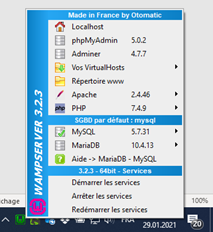 Made in France by Otomatic
Localhost
phpMyAdmin 5.0.2
Adminer 4.7.7
Vos VirtualHosts
Répertoire www
Apache 2.4.46
PHP 7.4.9
SGBD par défaut : mysql
MySQL 5.7.31
MariaDB 10.4.13
Aide -> MariaDB - MySQL
3.2.3 - 64bit - Services
Démarrer les services
Arrêter les services
Redémarrer les services
WAMPSERVER 3.2.3
chage
100%
29.01.2021
20